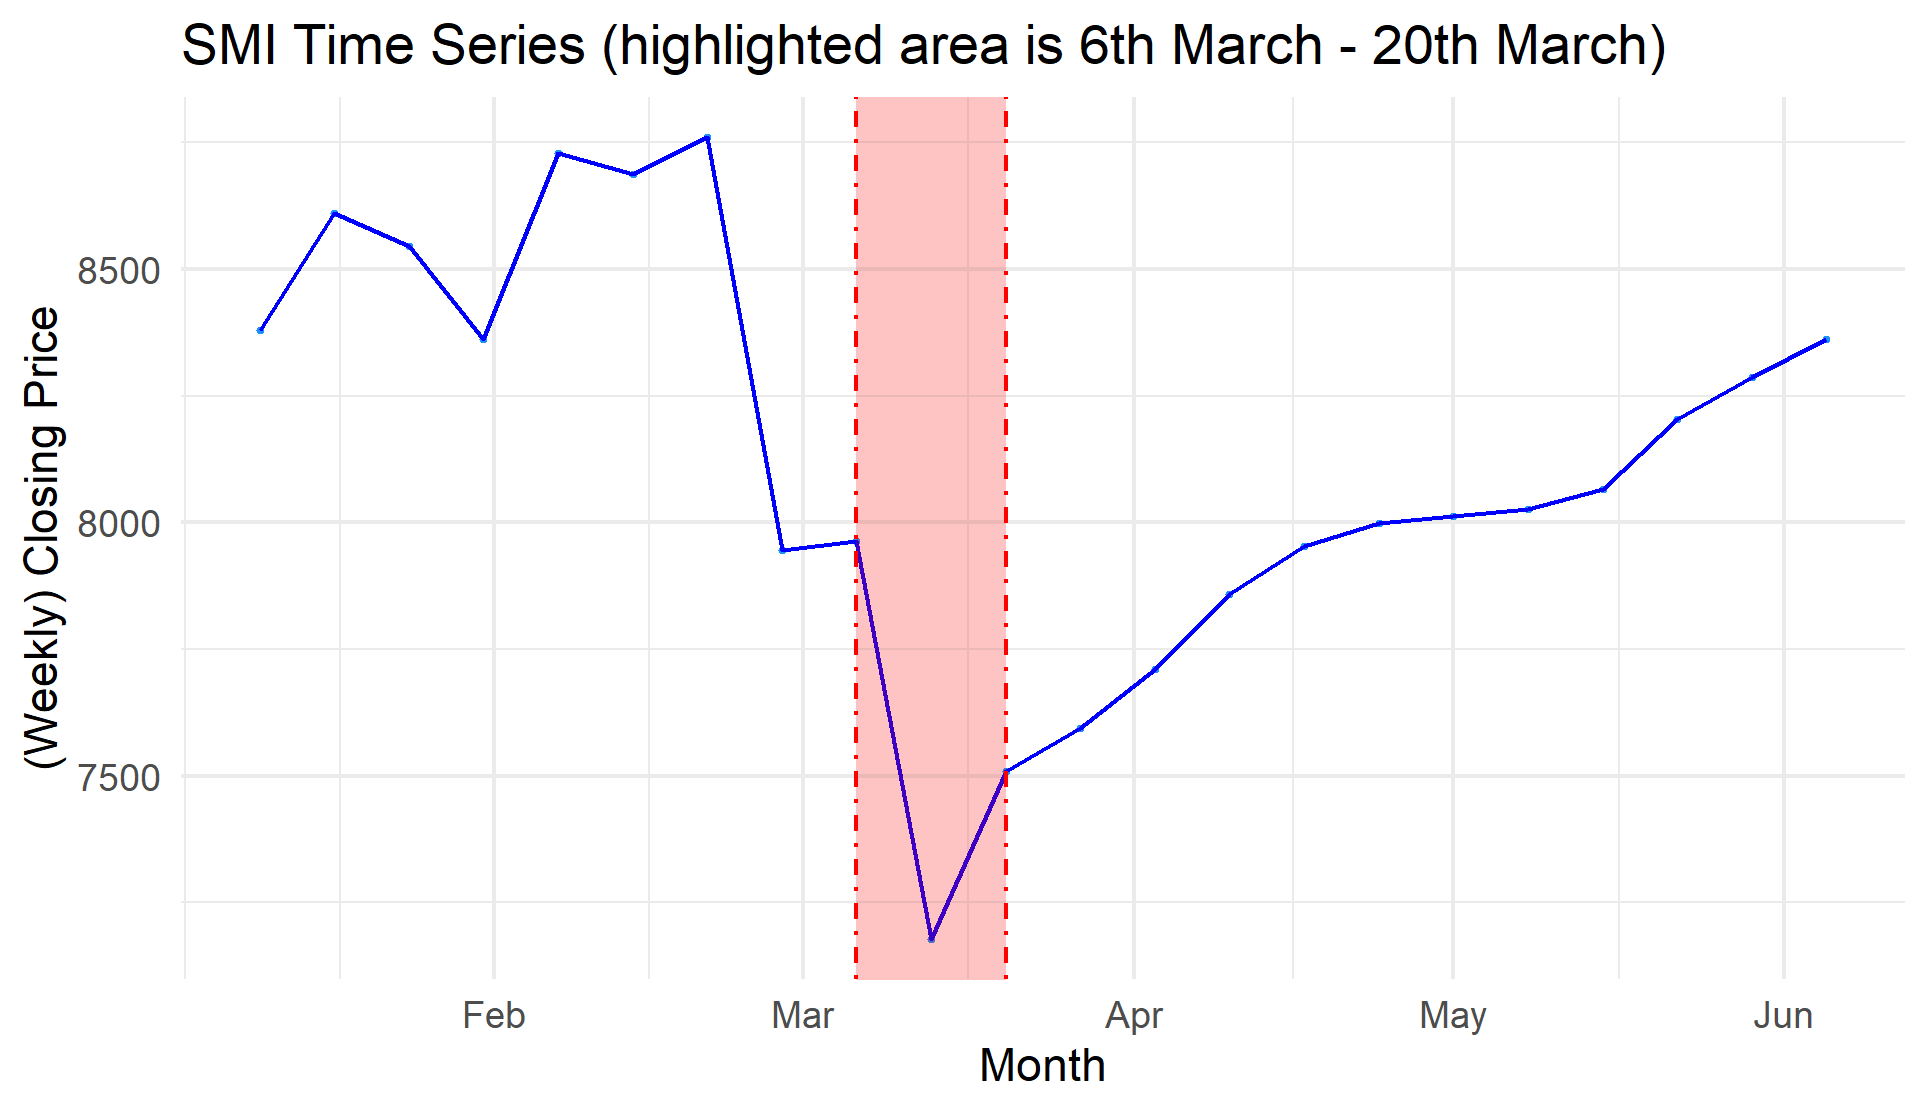 SMI Time Series (highlighted area is 6th March - 20th March)
(Weekly) Closing Price
8500
8000
7500
Feb Mar Apr May Jun
Month